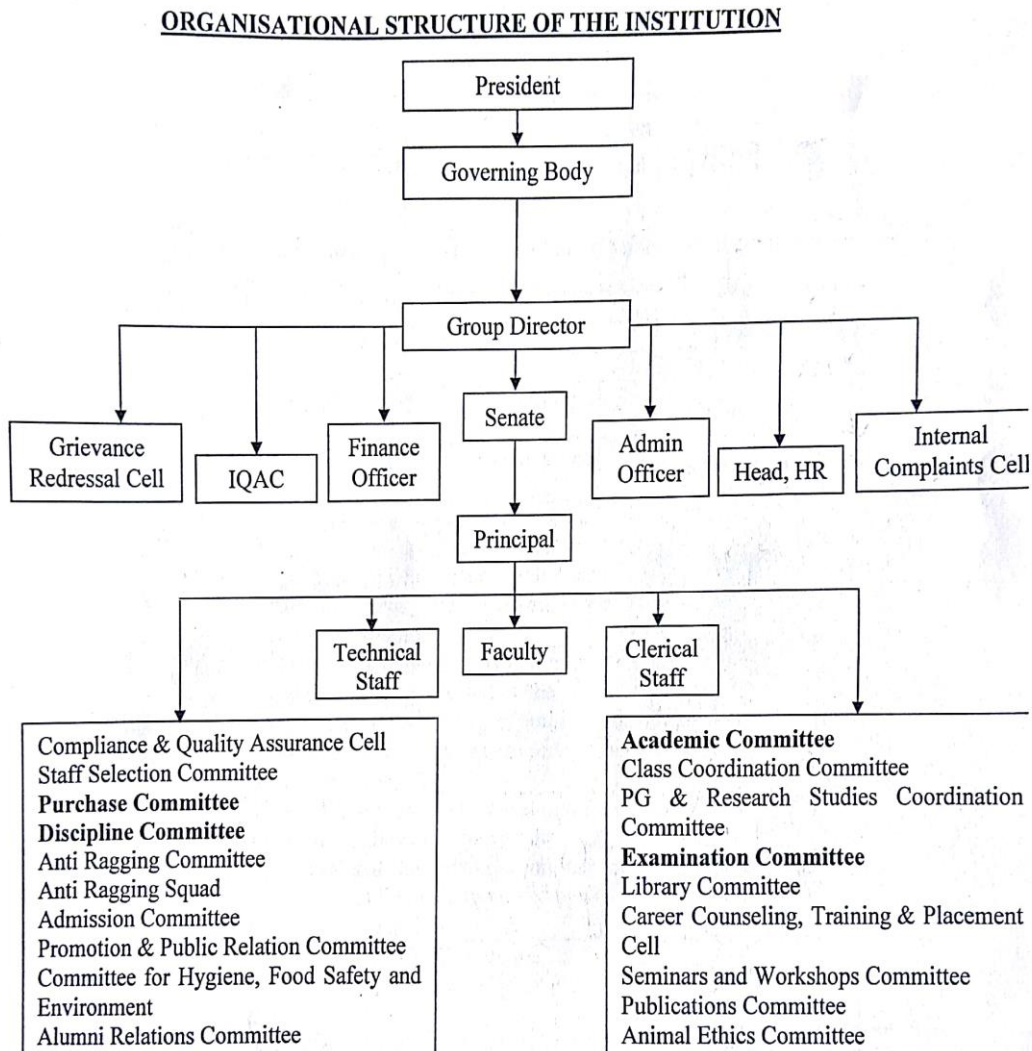 ORGANISATIONAL STRUCTURE OF THE INSTITUTION
President
Governing Body
Group Director
Grievance
Redressal Cell
IQAC
Finance
Officer
Senate
Admin
Officer
Head, HR
Internal
Complaints Cell
Principal
Technical
Staff
Faculty
Clerical
Staff
Compliance & Quality Assurance Cell
Staff Selection Committee
Purchase Committee
Discipline Committee
Anti Ragging Committee
Anti Ragging Squad
Admission Committee
Promotion & Public Relation Committee
Committee for Hygiene, Food Safety and
Environment
Alumni Relations Committee
Academic Committee
Class Coordination Committee
PG & Research Studies Coordination
Committee
Examination Committee
Library Committee
Career Counseling, Training & Placement
Cell
Seminars and Workshops Committee
Publications Committee
Animal Ethics Committee